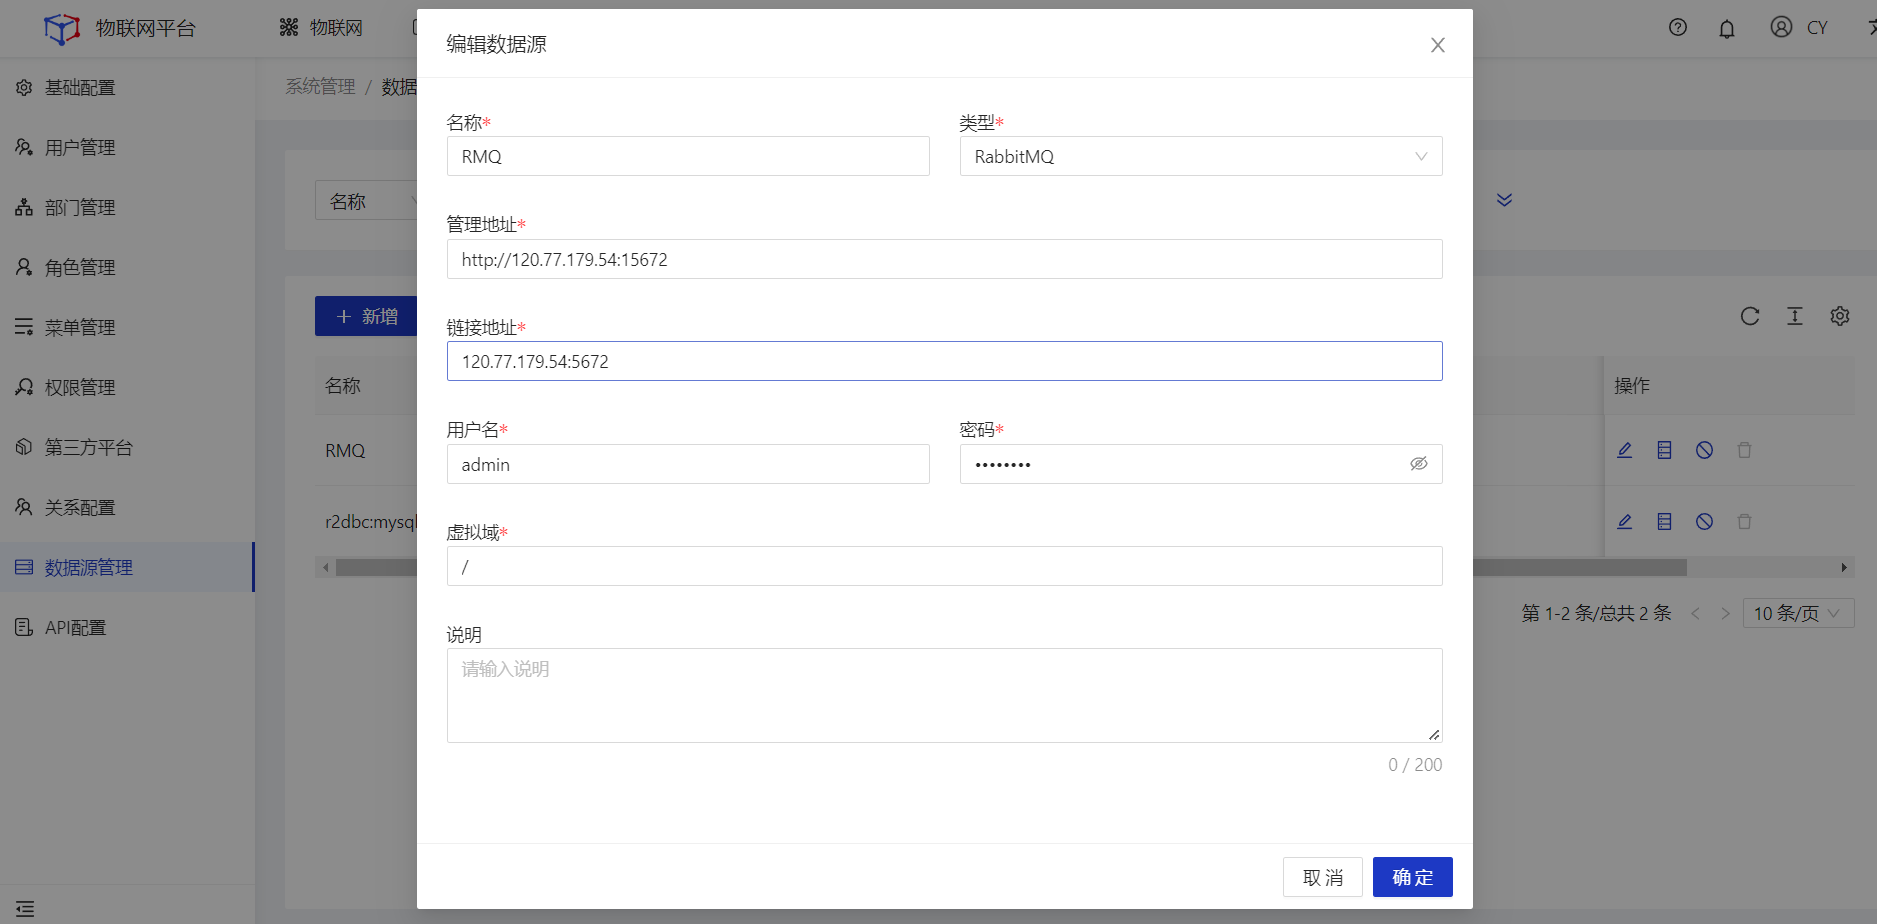 物联网平台
物联网
CY
基础配置
用户管理
部门管理
角色管理
菜单管理
权限管理
第三方平台
关系配置
数据源管理
API配置
系统管理 / 数据
名称
新增
名称
操作
RMQ
r2dbc:mysql
第 1-2 条/总共 2 条
10 条/页
编辑数据源
名称*
类型*
RMQ
RabbitMQ
管理地址*
http://120.77.179.54:15672
链接地址*
120.77.179.54:5672
用户名*
密码*
admin
••••••••
虚拟域*
/
说明
请输入说明
0 / 200
取 消
确 定